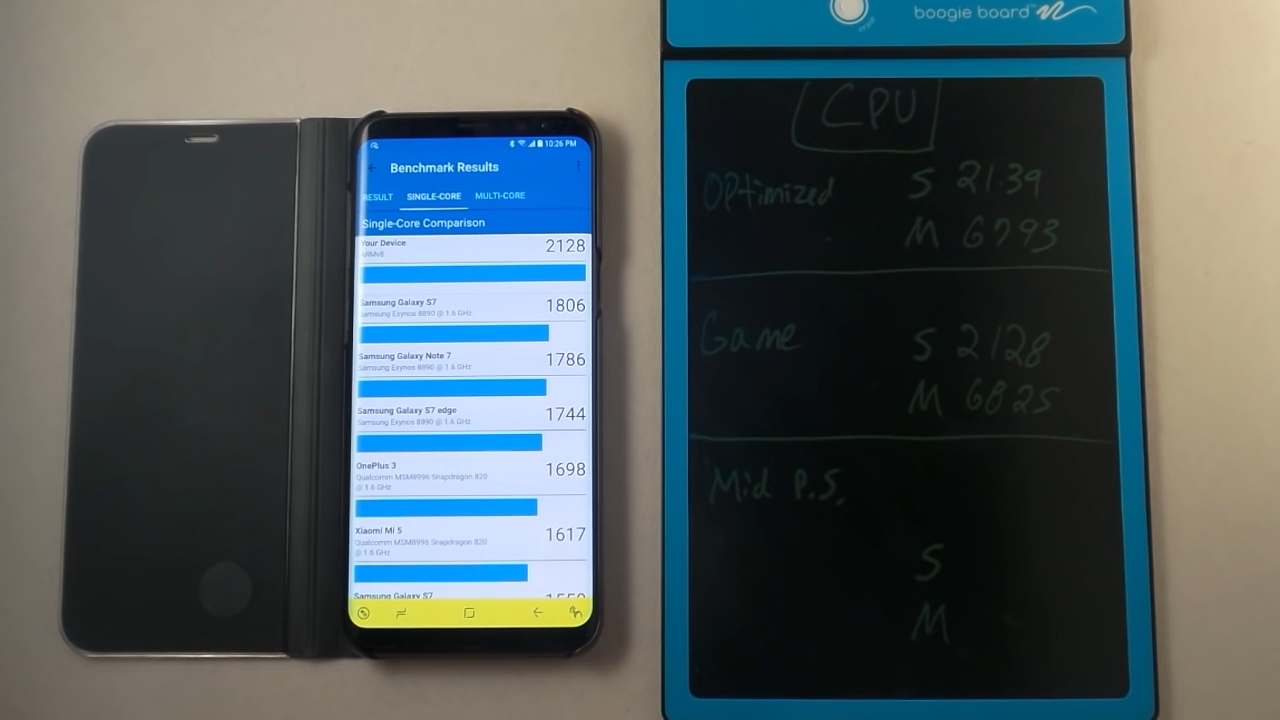 10:26 PM
Benchmark Results
RESULT SINGLE-CORE MULTI-CORE
Single-Core Comparison
Your Device 2128
ARMv8
Samsung Galaxy S7 1806
Samsung Exynos 8890 @ 1.6 GHz
Samsung Galaxy Note 7 1786
Samsung Exynos 8890 @ 1.6 GHz
Samsung Galaxy S7 edge 1744
Samsung Exynos 8890 @ 1.6 GHz
OnePlus 3 1698
Qualcomm MSM8996 Snapdragon 820
@ 1.6 GHz
Xiaomi Mi 5 1617
Qualcomm MSM8996 Snapdragon 820
@ 1.6 GHz
Samsung Galaxy S7
boogie board™
CPU
Optimized S 2139
M 6793
Game S 2128
M 6825
Mid P.S.
S
M